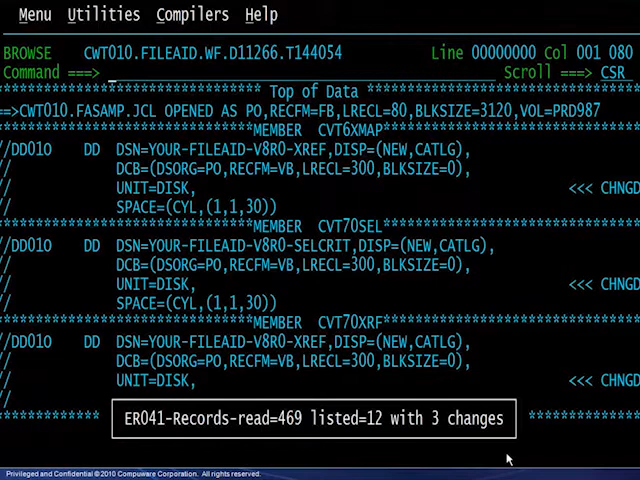 Menu Utilities Compilers Help
BROWSE CWT010.FILEAID.WF.D11266.T144054 Line 00000000 Col 001 080
Command ===> Scroll ===> CSR
********************************* Top of Data **********************************
=>CWT010.FASAMP.JCL OPENED AS PO,RECFM=FB,LRECL=80,BLKSIZE=3120,VOL=PRD987
********************************MEMBER CVT6XMAP********************************
//DD01O DD DSN=YOUR-FILEAID-V8R0-XREF,DISP=(NEW,CATLG),
// DCB=(DSORG=PO,RECFM=VB,LRECL=300,BLKSIZE=0),
// UNIT=DISK, <<< CHNGD
// SPACE=(CYL,(1,1,30))
********************************MEMBER CVT70SEL********************************
//DD01O DD DSN=YOUR-FILEAID-V8R0-SELCRIT,DISP=(NEW,CATLG),
// DCB=(DSORG=PO,RECFM=VB,LRECL=300,BLKSIZE=0),
// UNIT=DISK, <<< CHNGD
// SPACE=(CYL,(1,1,30))
********************************MEMBER CVT70XRF********************************
//DD01O DD DSN=YOUR-FILEAID-V8R0-XREF,DISP=(NEW,CATLG),
// DCB=(DSORG=PO,RECFM=VB,LRECL=300,BLKSIZE=0),
// UNIT=DISK, <<< CHNGD
//
************* ER041-Records-read=469 listed=12 with 3 changes **************
Privileged and Confidential © 2010 Compuware Corporation. All rights reserved.